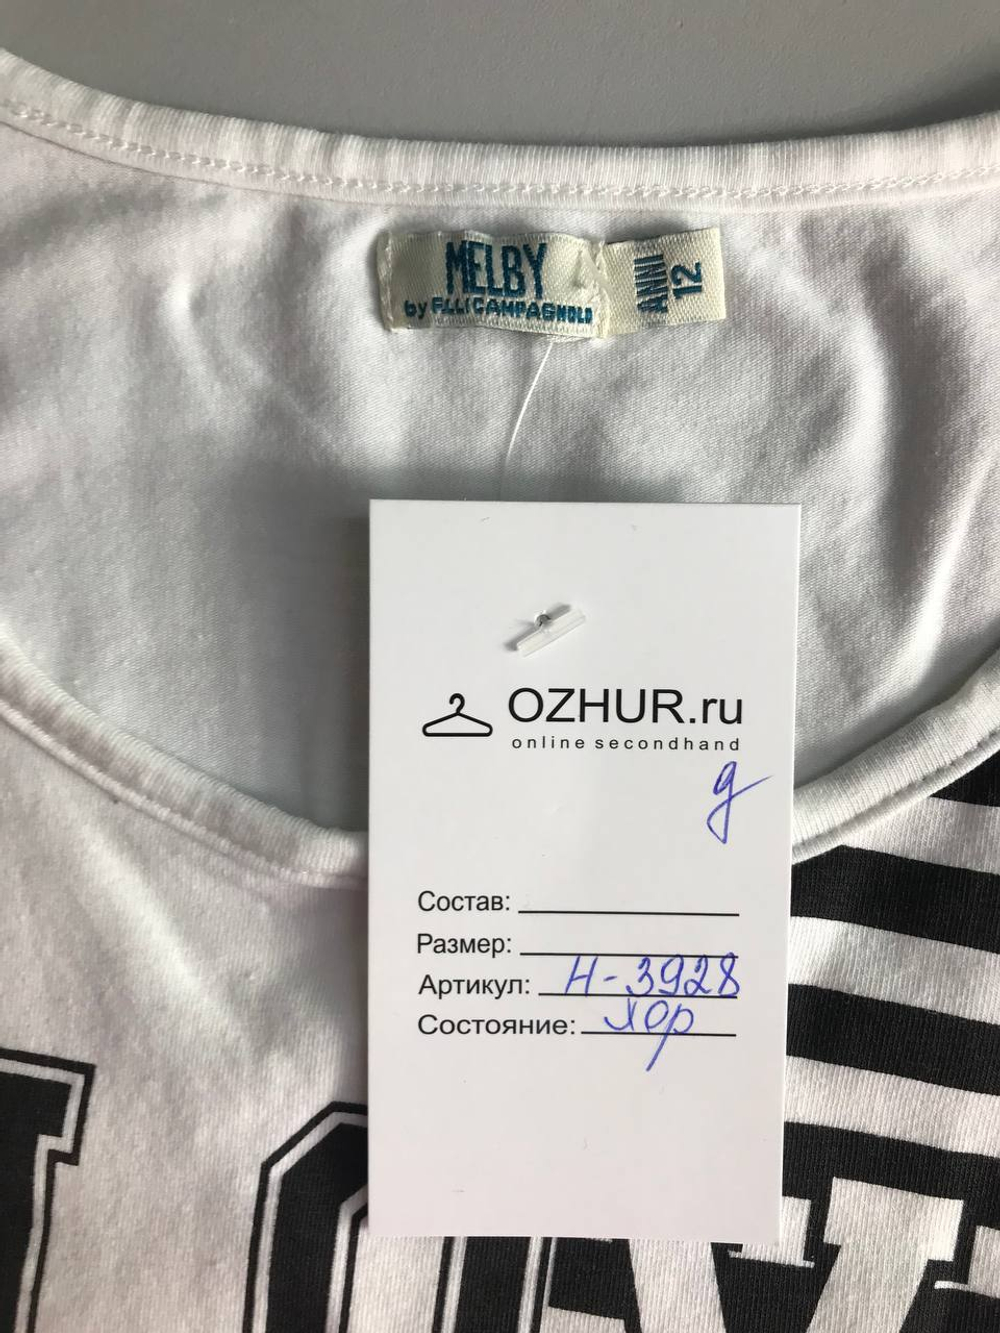 MELBY
by F.LLI CAMPAGNOLO
ANNI
12
OZHUR.ru
online secondhand
д
Состав:
Размер:
Артикул: Н-3928
Состояние: хор